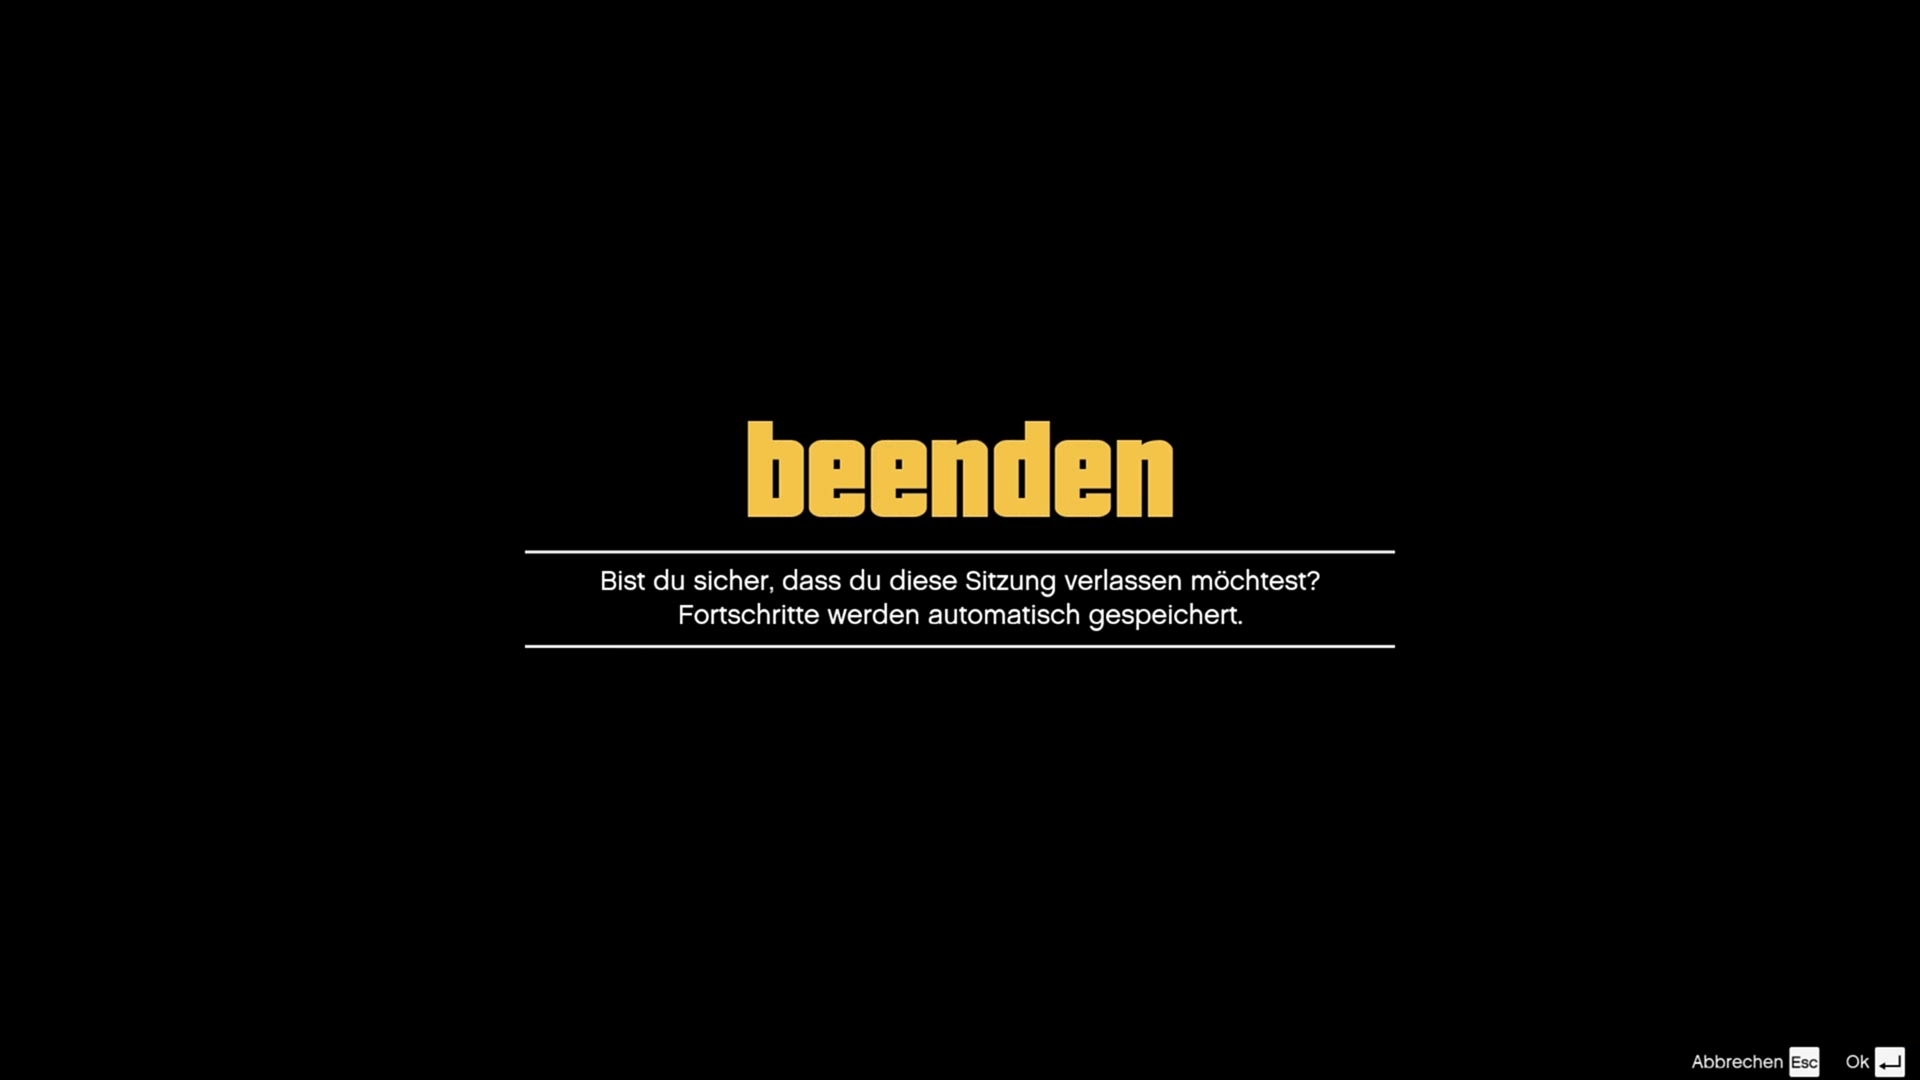 beenden
Bist du sicher, dass du diese Sitzung verlassen möchtest?
Fortschritte werden automatisch gespeichert.
Abbrechen Esc Ok